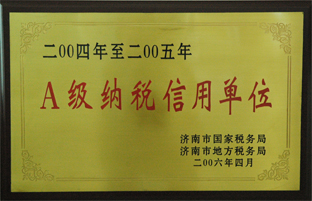 二00四年至二00五年
A级纳税信用单位
济南市国家税务局
济南市地方税务局
二00六年四月